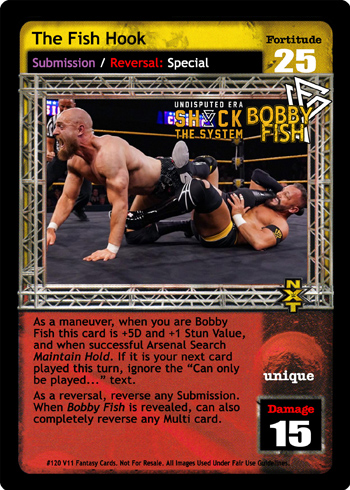 The Fish Hook
Fortitude
25
Submission / Reversal: Special
UNDISPUTED ERA
SHOCK
THE SYSTEM
BOBBY
FISH
NXT
As a maneuver, when you are Bobby
Fish this card is +5D and +1 Stun Value,
and when successful Arsenal Search
Maintain Hold. If it is your next card
played this turn, ignore the “Can only
be played...” text.
As a reversal, reverse any Submission.
When Bobby Fish is revealed, can also
completely reverse any Multi card.
unique
Damage
15
#120 V11 Fantasy Cards. Not For Resale. All Images Used Under Fair Use Guidelines.